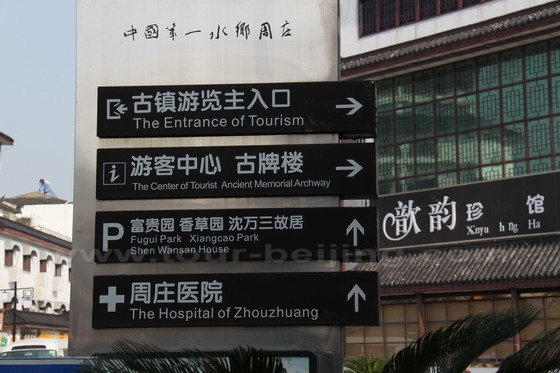 中國第一水鄉周庄
古镇游览主入口
The Entrance of Tourism
i
游客中心 古牌楼
The Center of Tourist Ancient Memorial Archway
P
富贵园 香草园 沈万三故居
Fugui Park Xiangcao Park
Shen Wansan House
周庄医院
The Hospital of Zhouzhuang
歆韵珍 馆